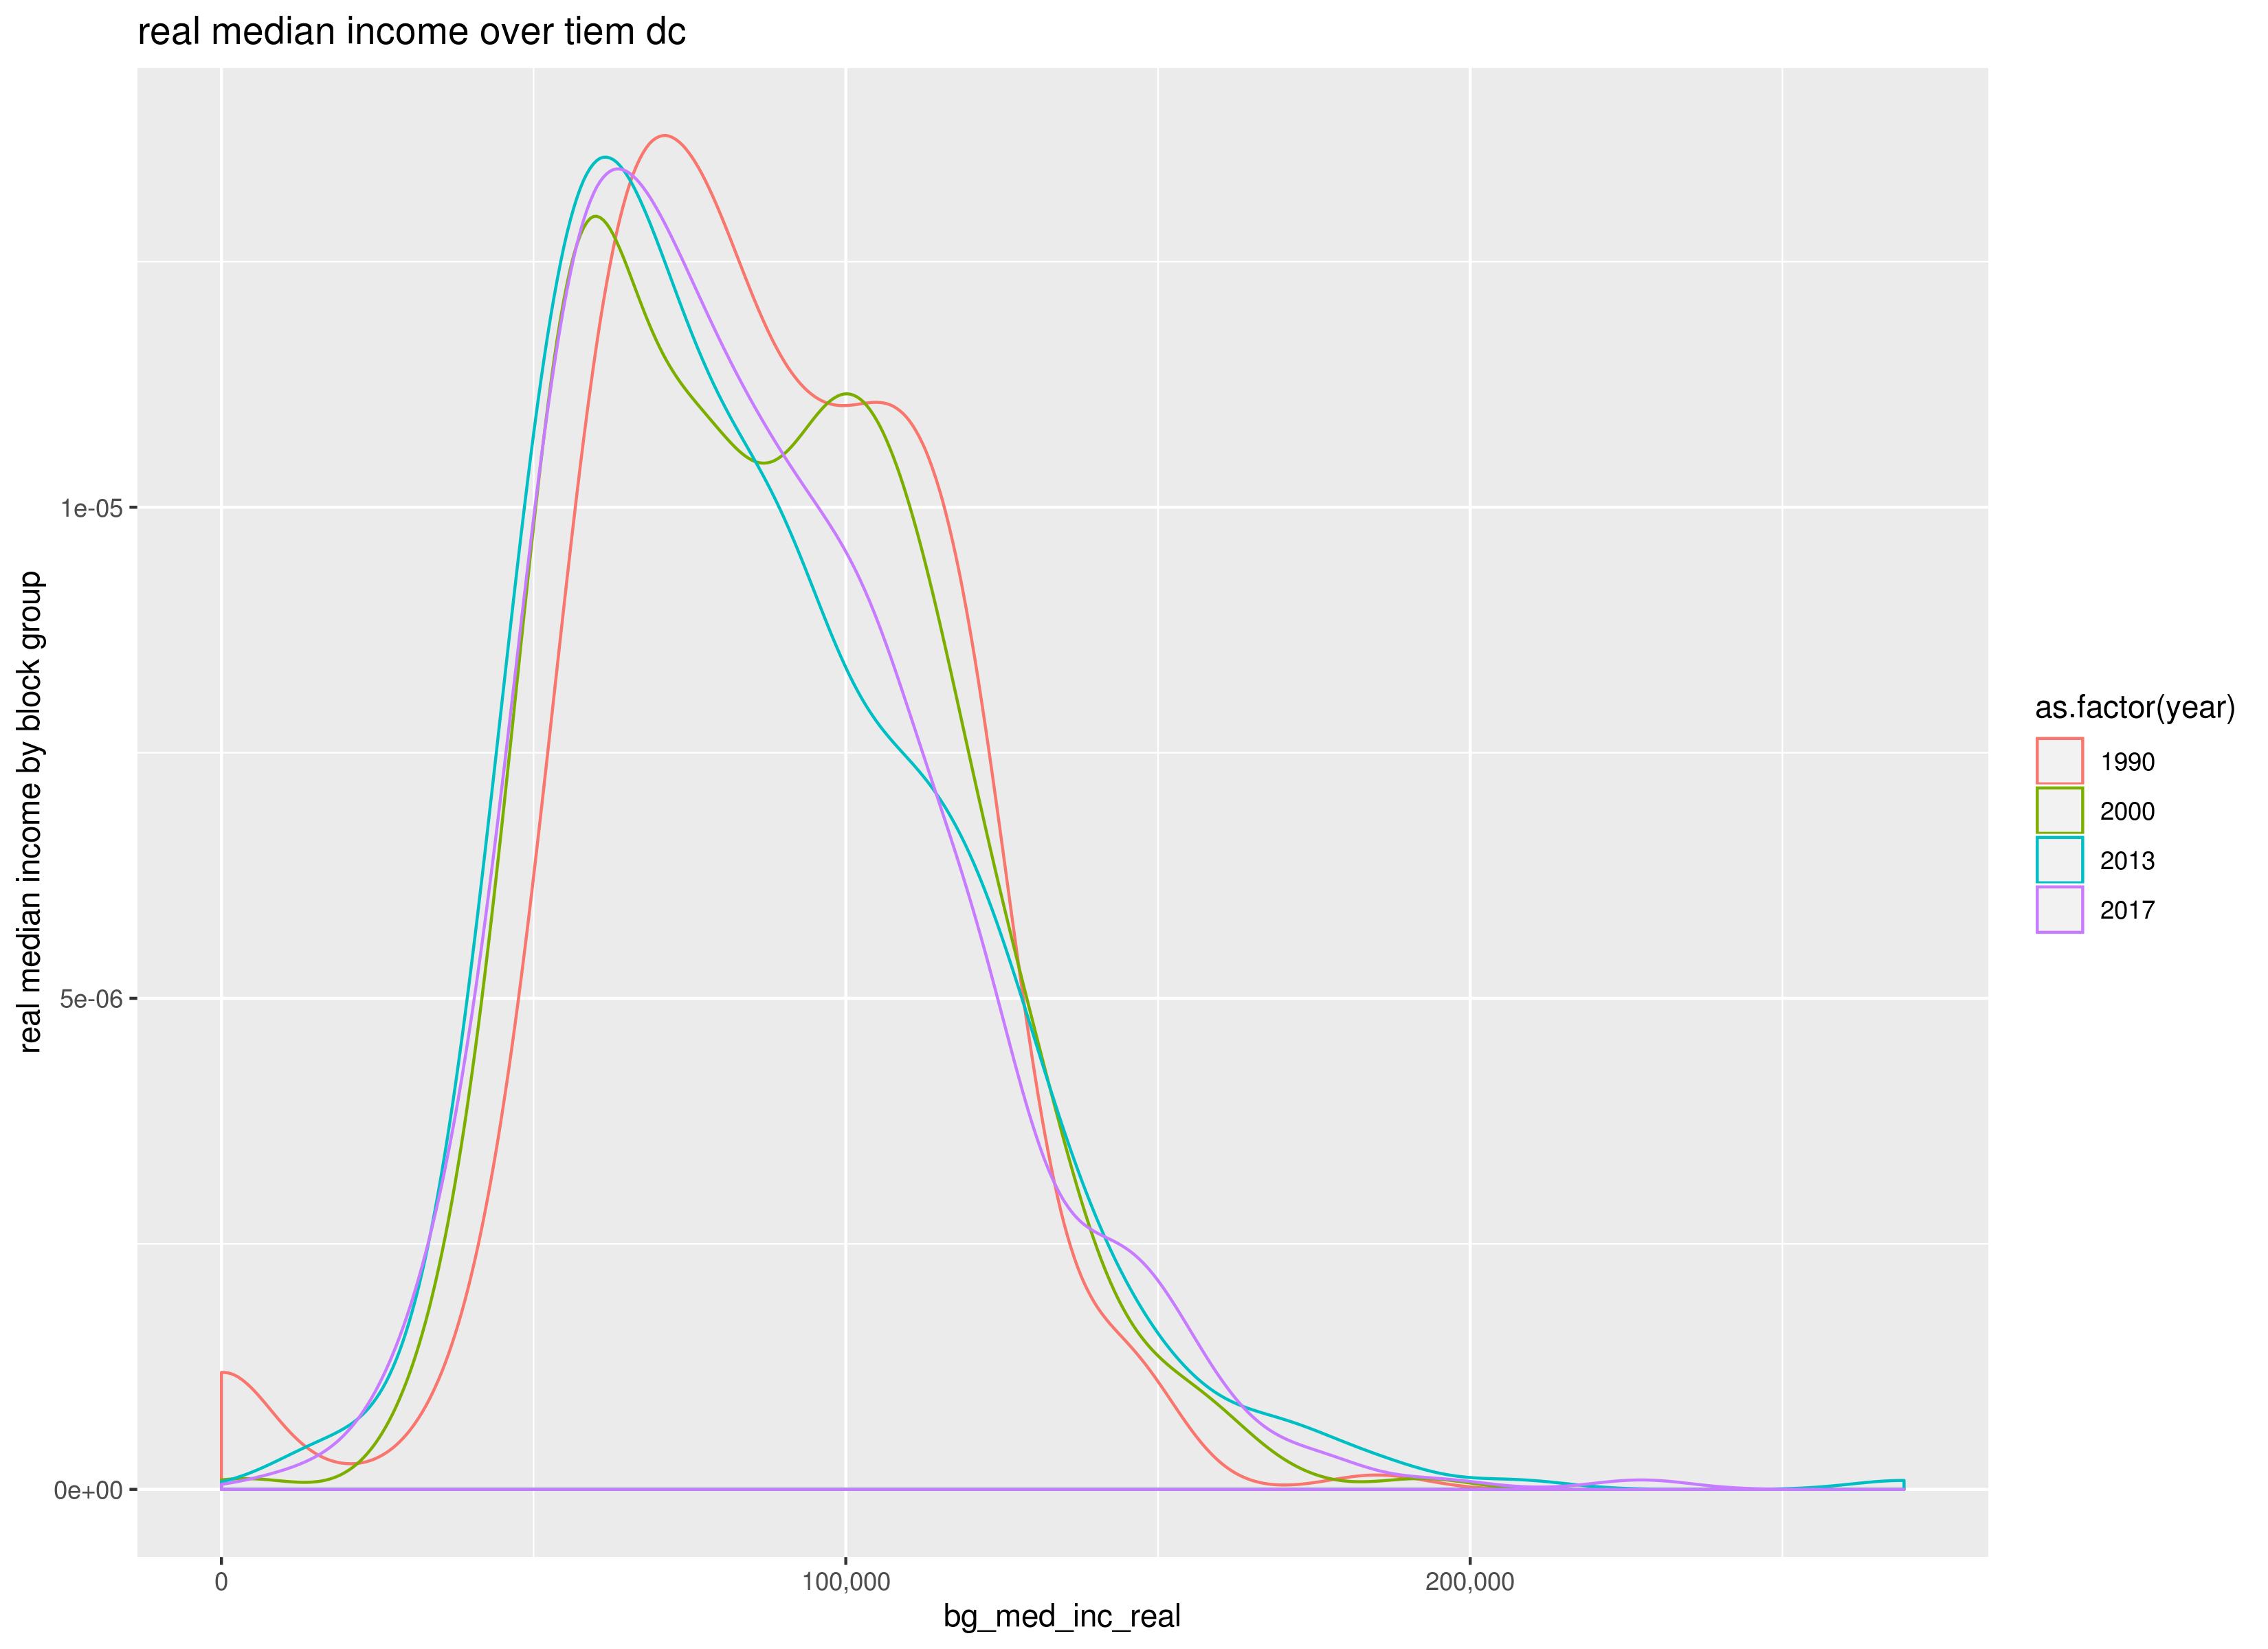 real median income over tiem dc
real median income by block group
1e-05
5e-06
0e+00
0
100,000
200,000
bg_med_inc_real
as.factor(year)
1990
2000
2013
2017